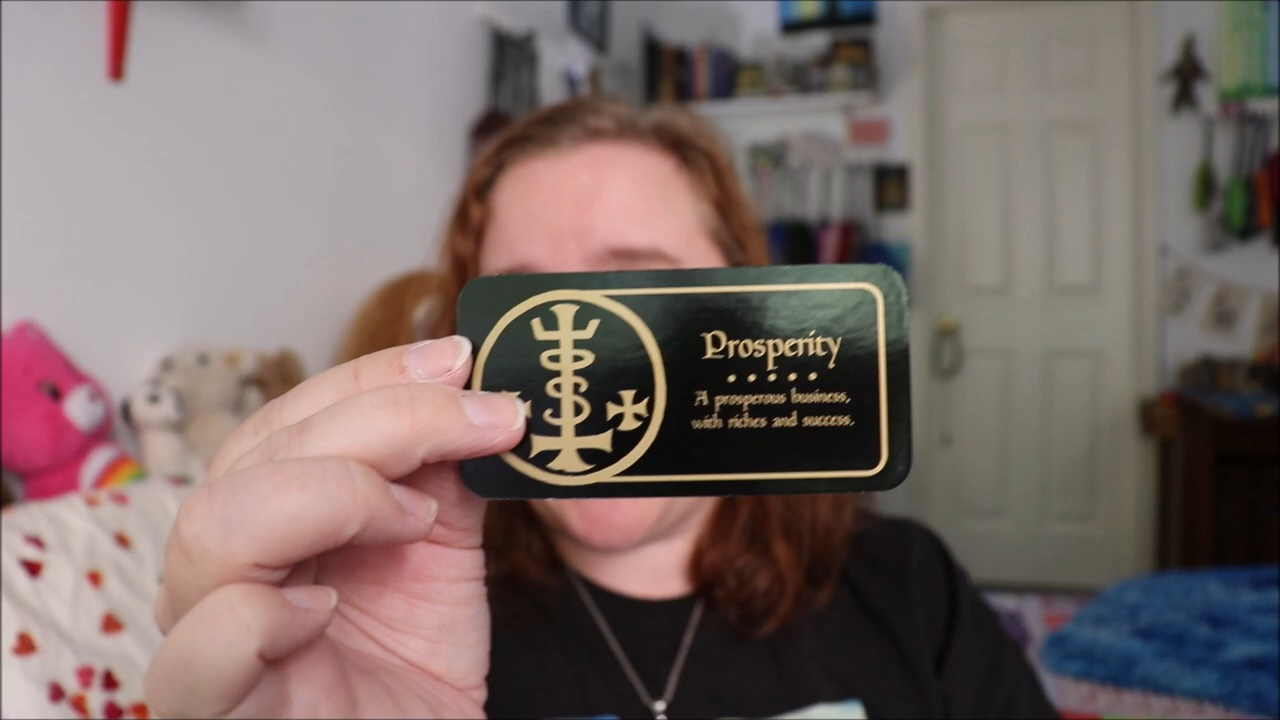 Prosperity
A prosperous business,
with riches and success.